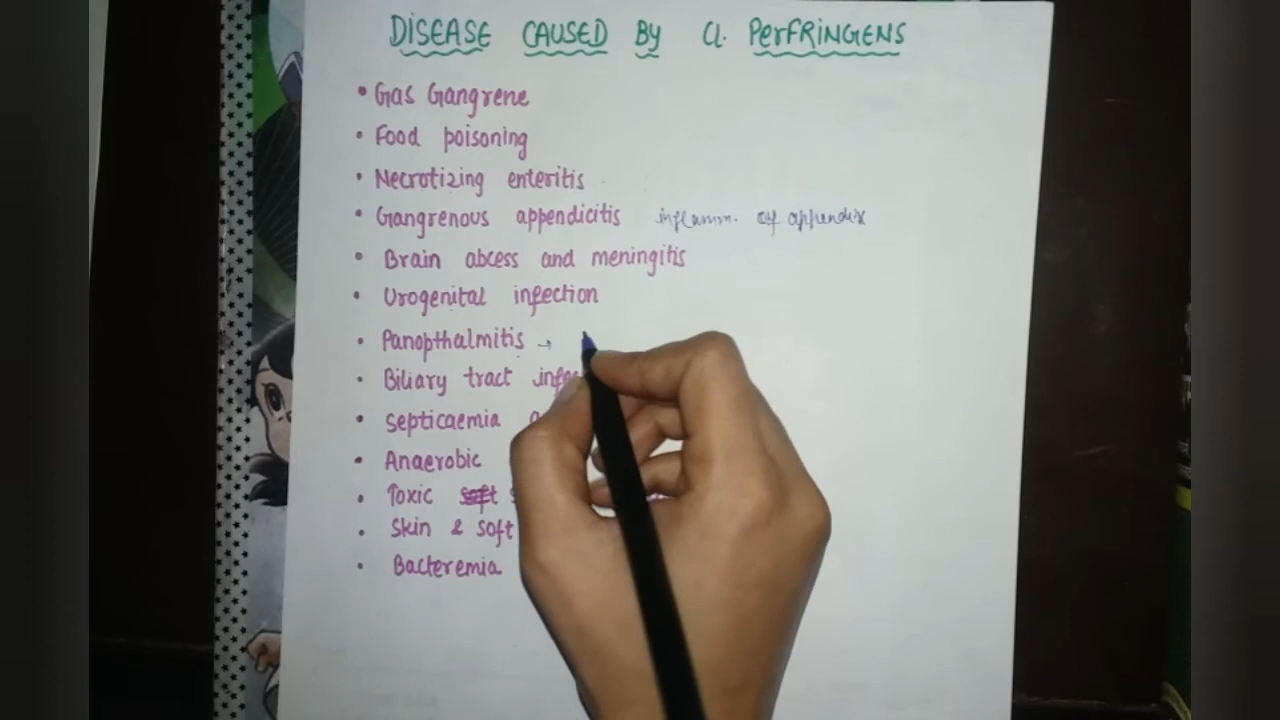 DISEASE CAUSED By Cl. PerFRINGENS
• Gas Gangrene
• Food poisoning
• Necrotizing enteritis
• Gangrenous appendicitis inflamm. of appendix
• Brain abcess and meningitis
• Urogenital infection
• Panopthalmitis →
• Biliary tract
• Septicaemia
• Anaerobic
• Toxic
• Skin & soft
• Bacteremia